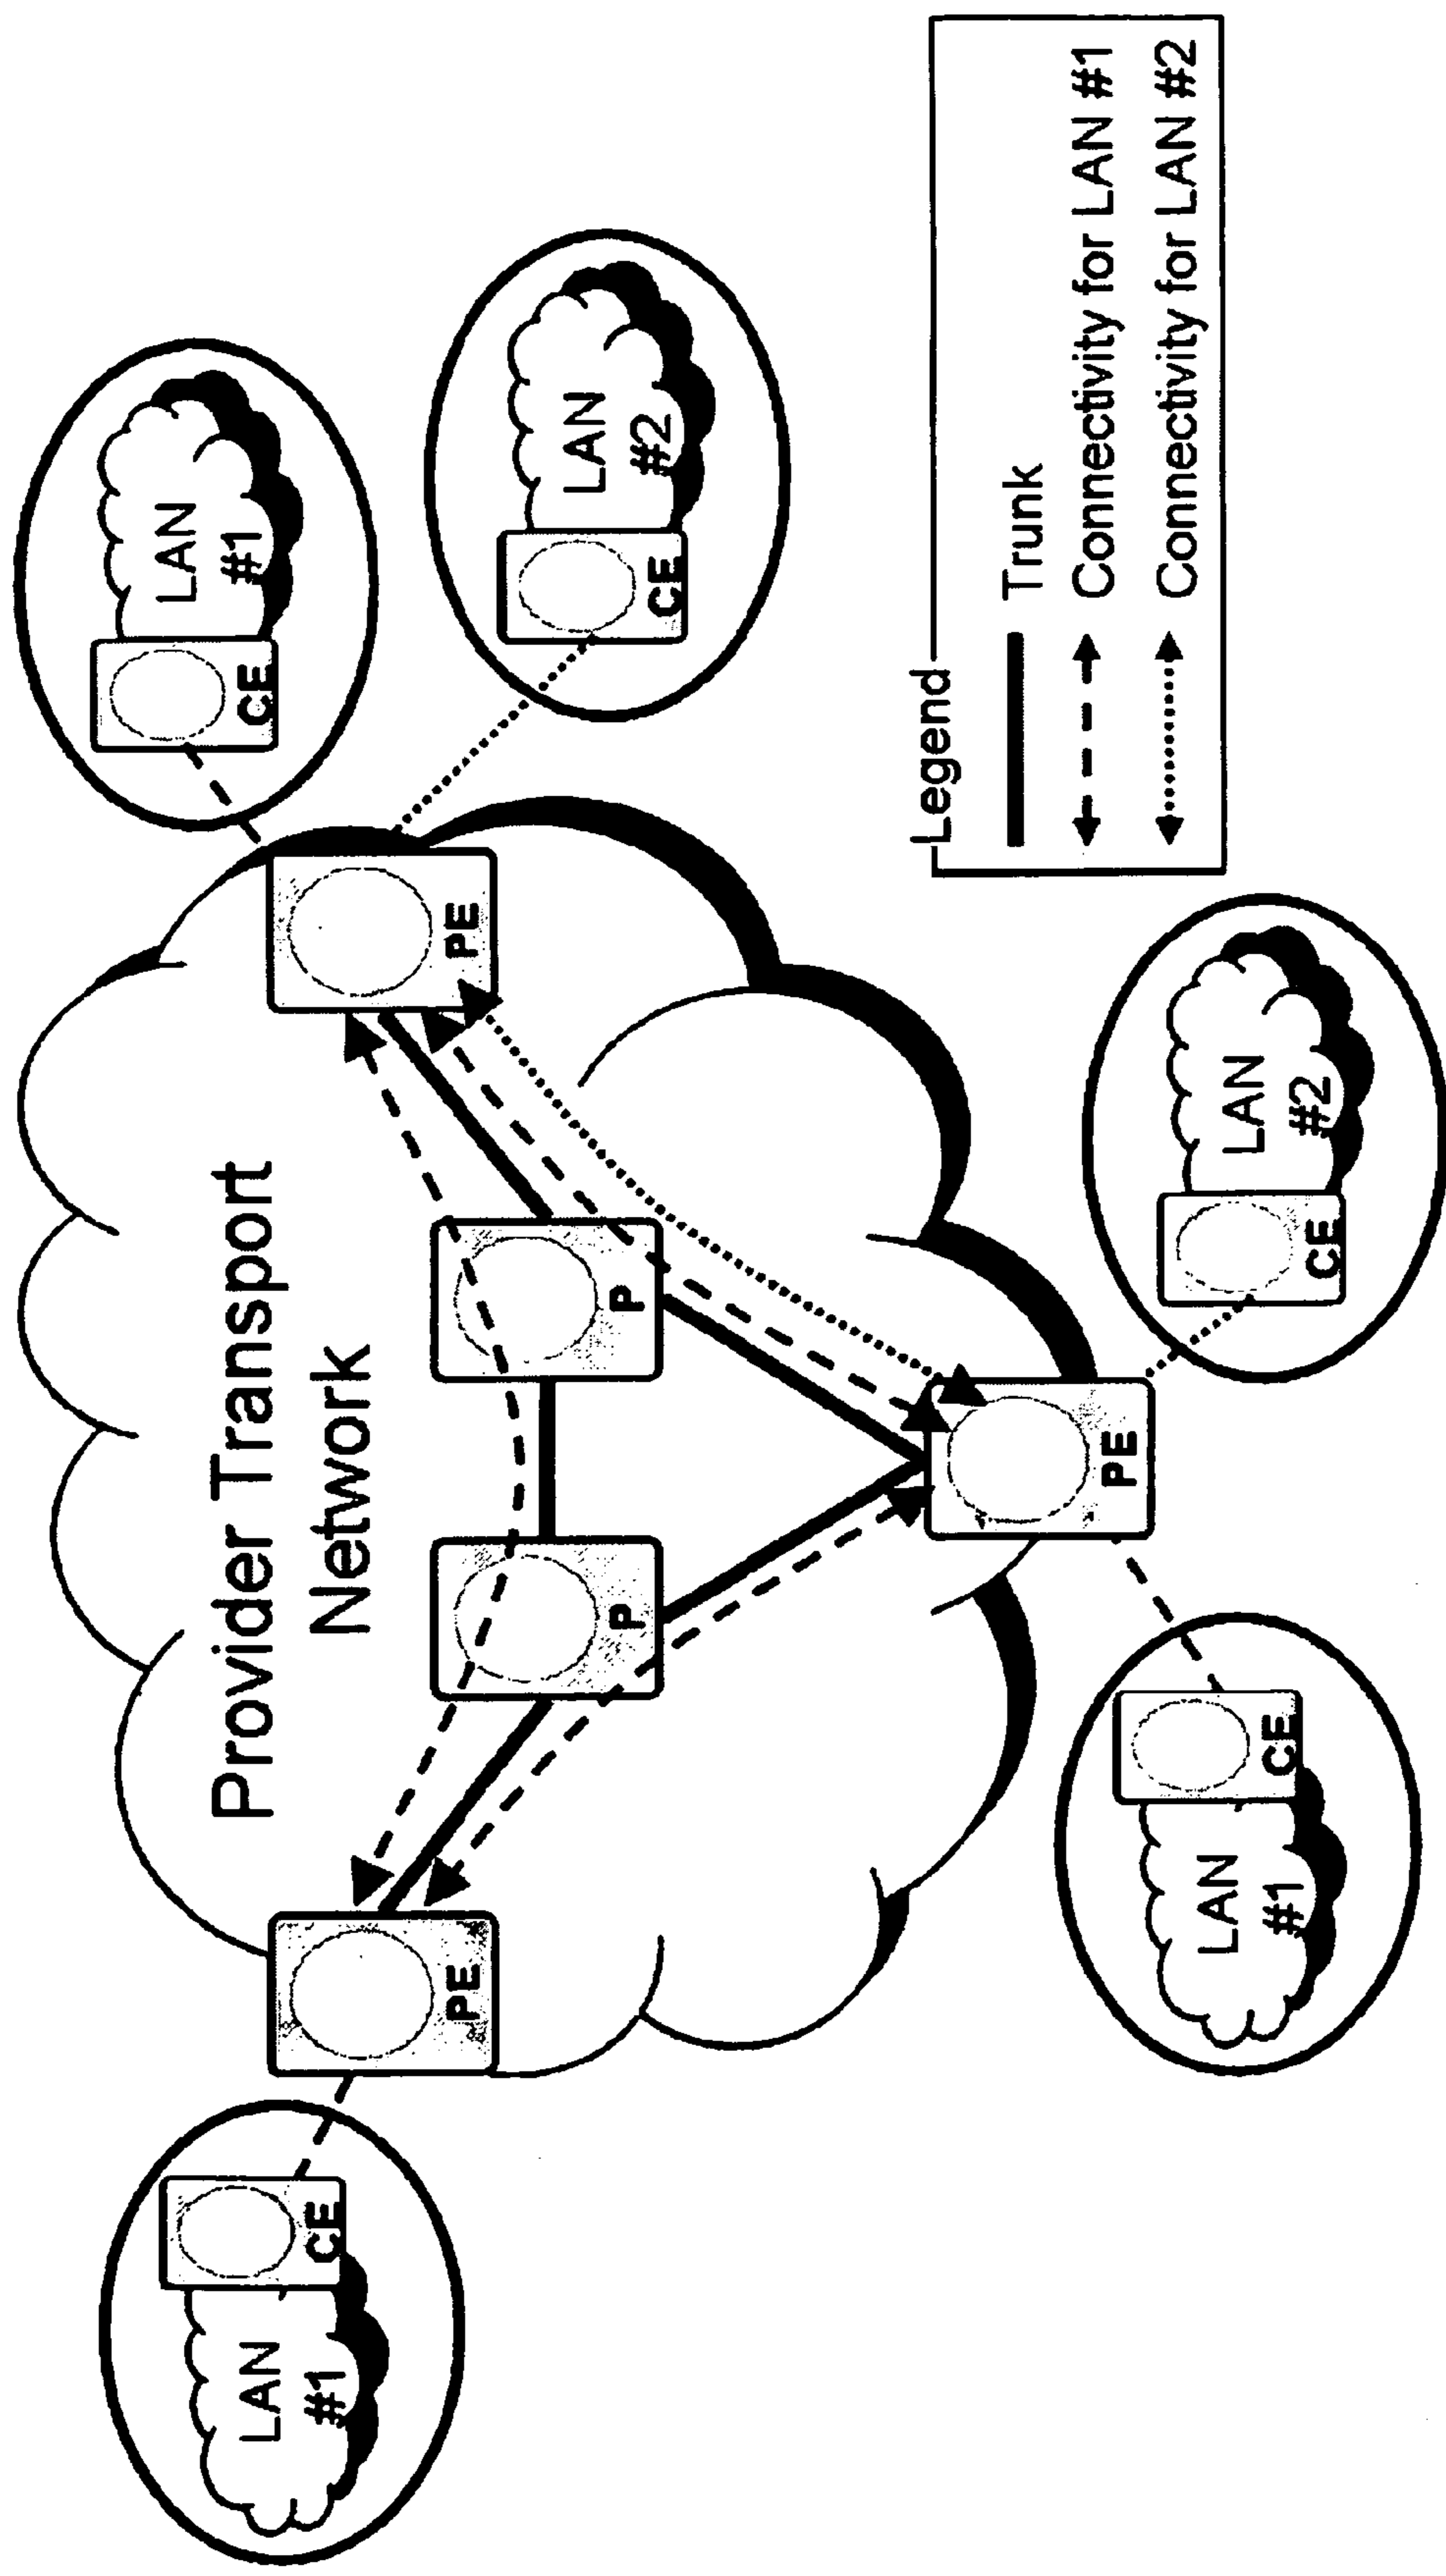 Provider Transport
Network
LAN
#1
CE
PE
P
P
PE
CE
LAN
#1
CE
LAN
#2
PE
LAN
#1
CE
CE
LAN
#2
Legend
Trunk
Connectivity for LAN #1
Connectivity for LAN #2